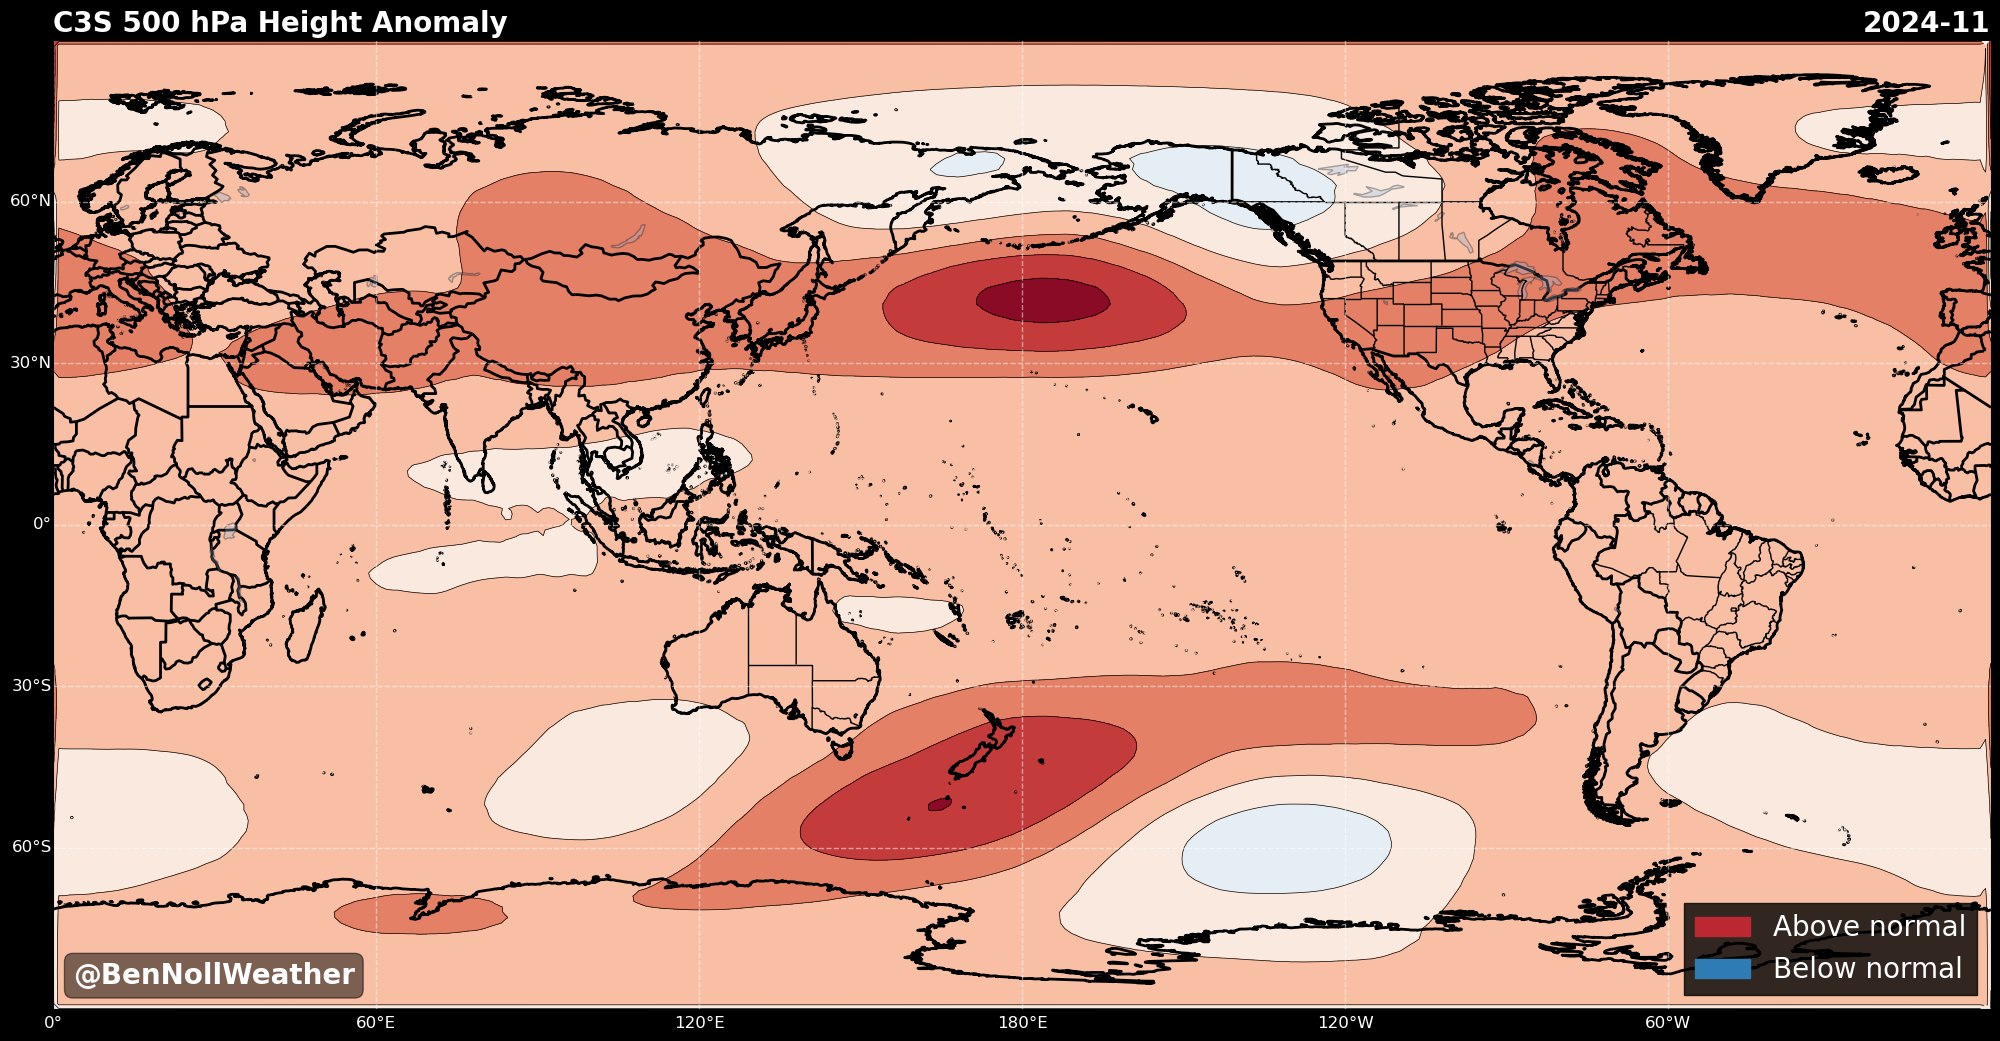 C3S 500 hPa Height Anomaly
2024-11
60°N
30°N
0°
30°S
60°S
@BenNollWeather
Above normal
Below normal
0°
60°E
120°E
180°E
120°W
60°W